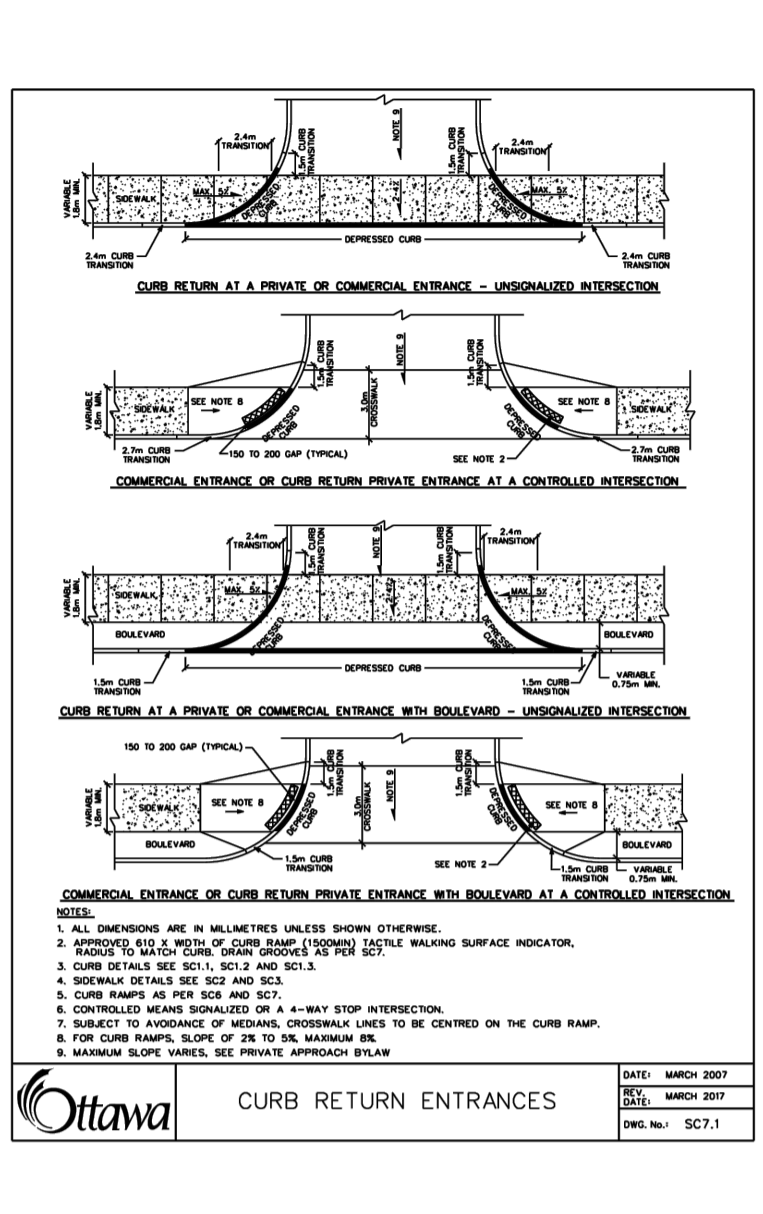 2.4m
TRANSITION
1.5m CURB
TRANSITION
NOTE 9
1.5m CURB
TRANSITION
2.4m
TRANSITION
VARIABLE
1.8m MIN.
SIDEWALK
MAX. 5%
DEPRESSED
CURB
2-4%
DEPRESSED
CURB
MAX. 5%
DEPRESSED CURB
2.4m CURB
TRANSITION
2.4m CURB
TRANSITION
CURB RETURN AT A PRIVATE OR COMMERCIAL ENTRANCE - UNSIGNALIZED INTERSECTION
1.5m CURB
TRANSITION
NOTE 9
1.5m CURB
TRANSITION
VARIABLE
1.8m MIN.
SIDEWALK
SEE NOTE 8
DEPRESSED
CURB
3.0m
CROSSWALK
DEPRESSED
CURB
SEE NOTE 8
SIDEWALK
VARIABLE
1.8m MIN.
2.7m CURB
TRANSITION
150 TO 200 GAP (TYPICAL)
SEE NOTE 2
2.7m CURB
TRANSITION
COMMERCIAL ENTRANCE OR CURB RETURN PRIVATE ENTRANCE AT A CONTROLLED INTERSECTION
2.4m
TRANSITION
1.5m CURB
TRANSITION
NOTE 9
1.5m CURB
TRANSITION
2.4m
TRANSITION
VARIABLE
1.8m MIN.
SIDEWALK
MAX. 5%
2-4%
MAX. 5%
BOULEVARD
DEPRESSED
CURB
DEPRESSED
CURB
BOULEVARD
DEPRESSED CURB
1.5m CURB
TRANSITION
1.5m CURB
TRANSITION
VARIABLE
0.75m MIN.
CURB RETURN AT A PRIVATE OR COMMERCIAL ENTRANCE WITH BOULEVARD - UNSIGNALIZED INTERSECTION
150 TO 200 GAP (TYPICAL)
1.5m CURB
TRANSITION
NOTE 9
1.5m CURB
TRANSITION
VARIABLE
1.8m MIN.
SIDEWALK
SEE NOTE 8
DEPRESSED
CURB
3.0m
CROSSWALK
DEPRESSED
CURB
SEE NOTE 8
SIDEWALK
VARIABLE
1.8m MIN.
BOULEVARD
BOULEVARD
1.5m CURB
TRANSITION
SEE NOTE 2
1.5m CURB
TRANSITION
VARIABLE
0.75m MIN.
COMMERCIAL ENTRANCE OR CURB RETURN PRIVATE ENTRANCE WITH BOULEVARD AT A CONTROLLED INTERSECTION
NOTES:
1. ALL DIMENSIONS ARE IN MILLIMETRES UNLESS SHOWN OTHERWISE.
2. APPROVED 610 X WIDTH OF CURB RAMP (1500MIN) TACTILE WALKING SURFACE INDICATOR,
RADIUS TO MATCH CURB. DRAIN GROOVES AS PER SC7.
3. CURB DETAILS SEE SC1.1, SC1.2 AND SC1.3.
4. SIDEWALK DETAILS SEE SC2 AND SC3.
5. CURB RAMPS AS PER SC6 AND SC7.
6. CONTROLLED MEANS SIGNALIZED OR A 4-WAY STOP INTERSECTION.
7. SUBJECT TO AVOIDANCE OF MEDIANS, CROSSWALK LINES TO BE CENTRED ON THE CURB RAMP.
8. FOR CURB RAMPS, SLOPE OF 2% TO 5%, MAXIMUM 8%.
9. MAXIMUM SLOPE VARIES, SEE PRIVATE APPROACH BYLAW
Ottawa
CURB RETURN ENTRANCES
DATE: MARCH 2007
REV.
DATE: MARCH 2017
DWG. No.: SC7.1